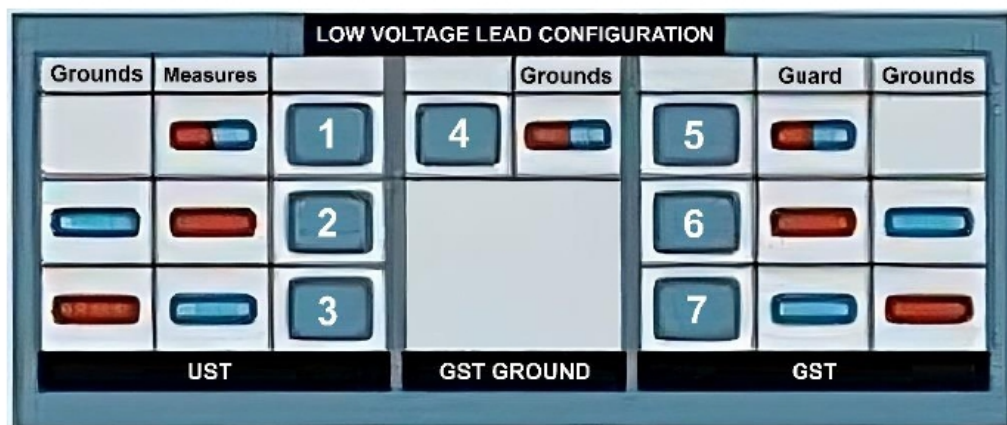 LOW VOLTAGE LEAD CONFIGURATION
Grounds Measures Grounds Guard Grounds
1 4 5
2 6
3 7
UST GST GROUND GST